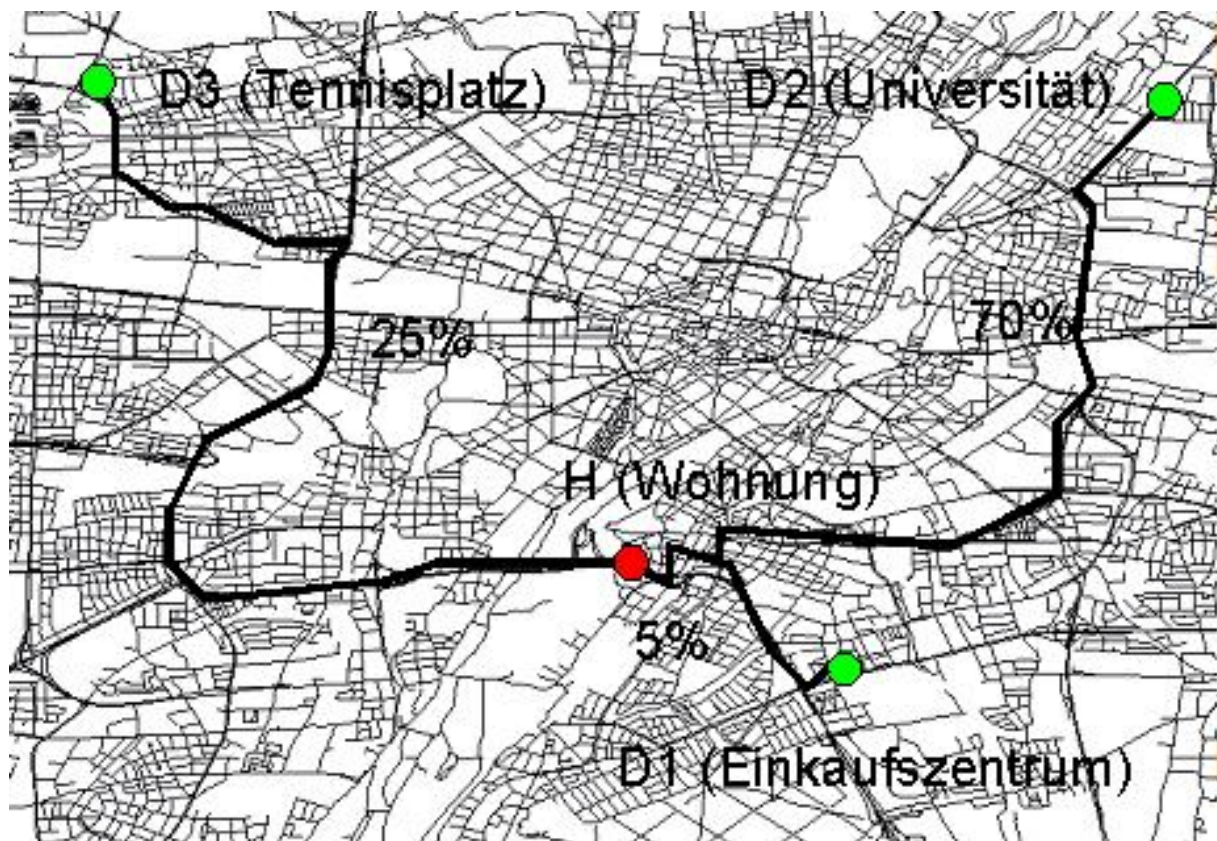 D3 (Tennisplatz)
D2 (Universität)
25%
70%
H (Wohnung)
5%
D1 (Einkaufszentrum)